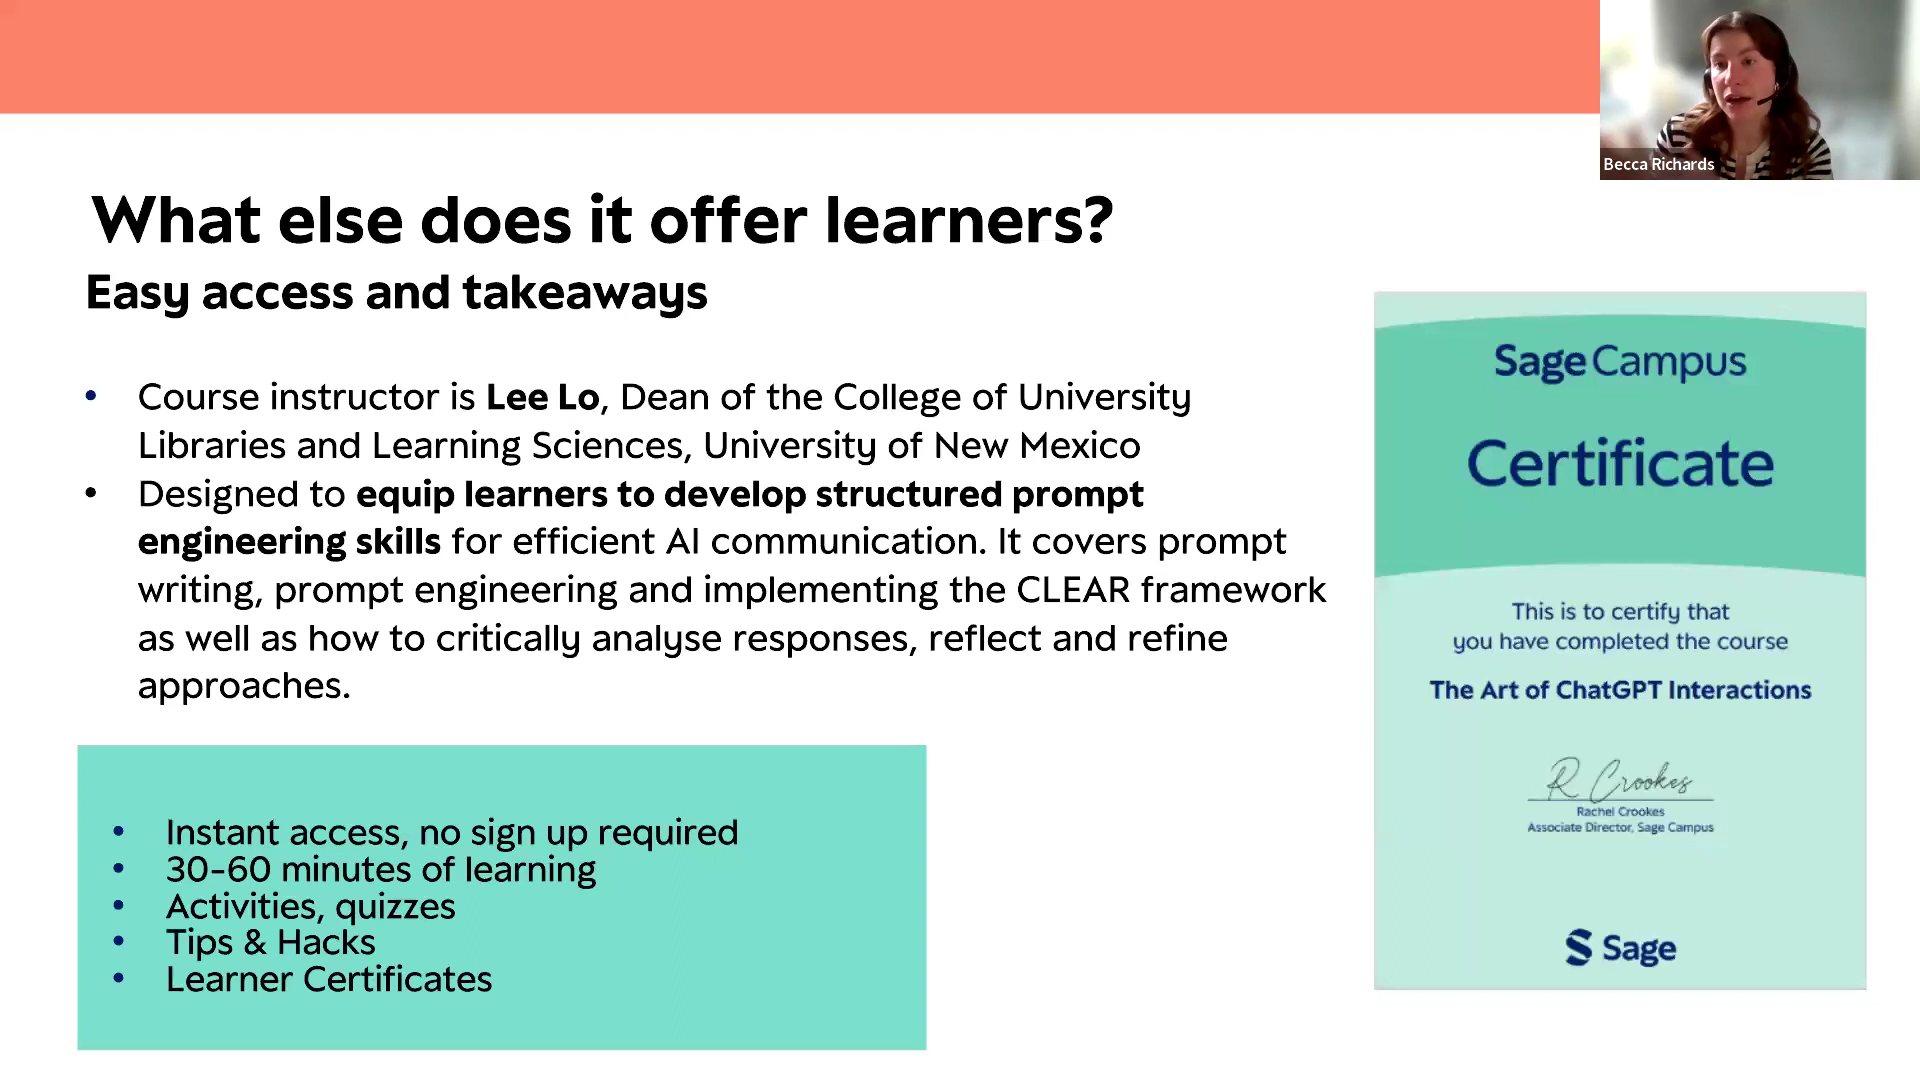 Becca Richards
What else does it offer learners?
Easy access and takeaways
• Course instructor is Lee Lo, Dean of the College of University
Libraries and Learning Sciences, University of New Mexico
• Designed to equip learners to develop structured prompt
engineering skills for efficient AI communication. It covers prompt
writing, prompt engineering and implementing the CLEAR framework
as well as how to critically analyse responses, reflect and refine
approaches.
• Instant access, no sign up required
• 30-60 minutes of learning
• Activities, quizzes
• Tips & Hacks
• Learner Certificates
Sage Campus
Certificate
This is to certify that
you have completed the course
The Art of ChatGPT Interactions
R Crookes
Rachel Crookes
Associate Director, Sage Campus
Sage